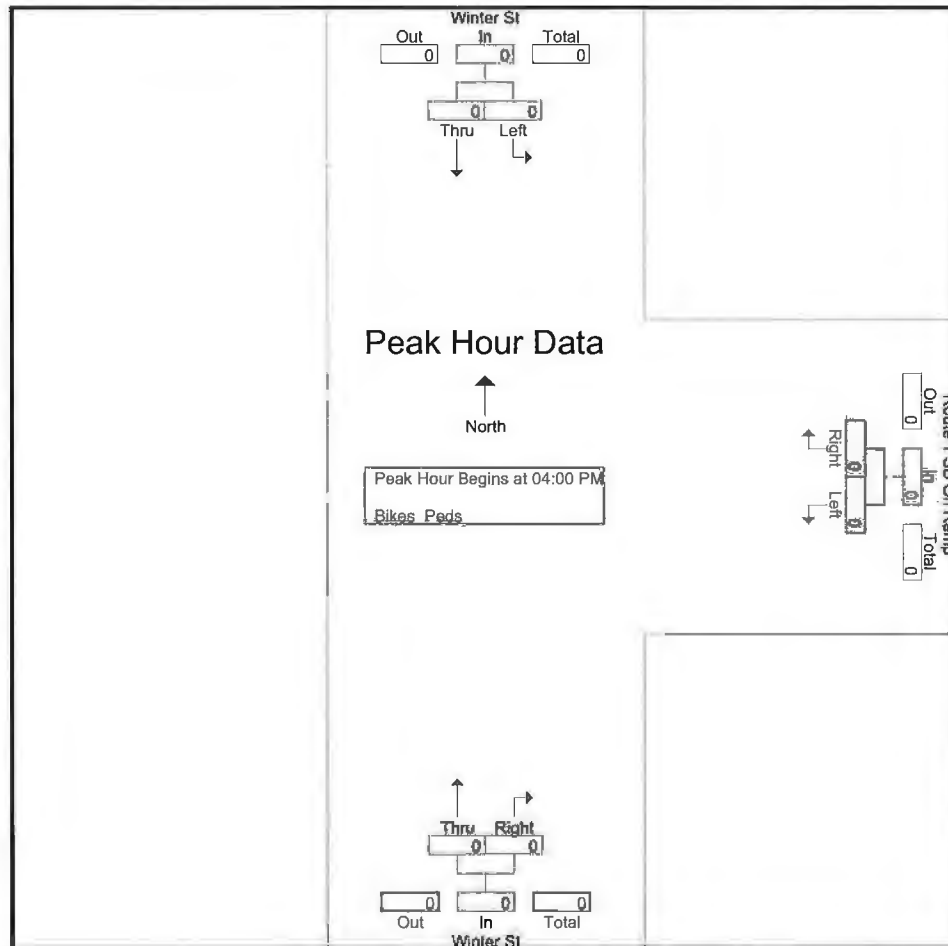 Winter St
Out In Total
0 0 0
0 0
Thru Left
Peak Hour Data
North
Peak Hour Begins at 04:00 PM
Bikes Peds
Out In Total
0 0 0
Right Left
0 0
Thru Right
0 0
0 0 0
Out In Total
Winter St